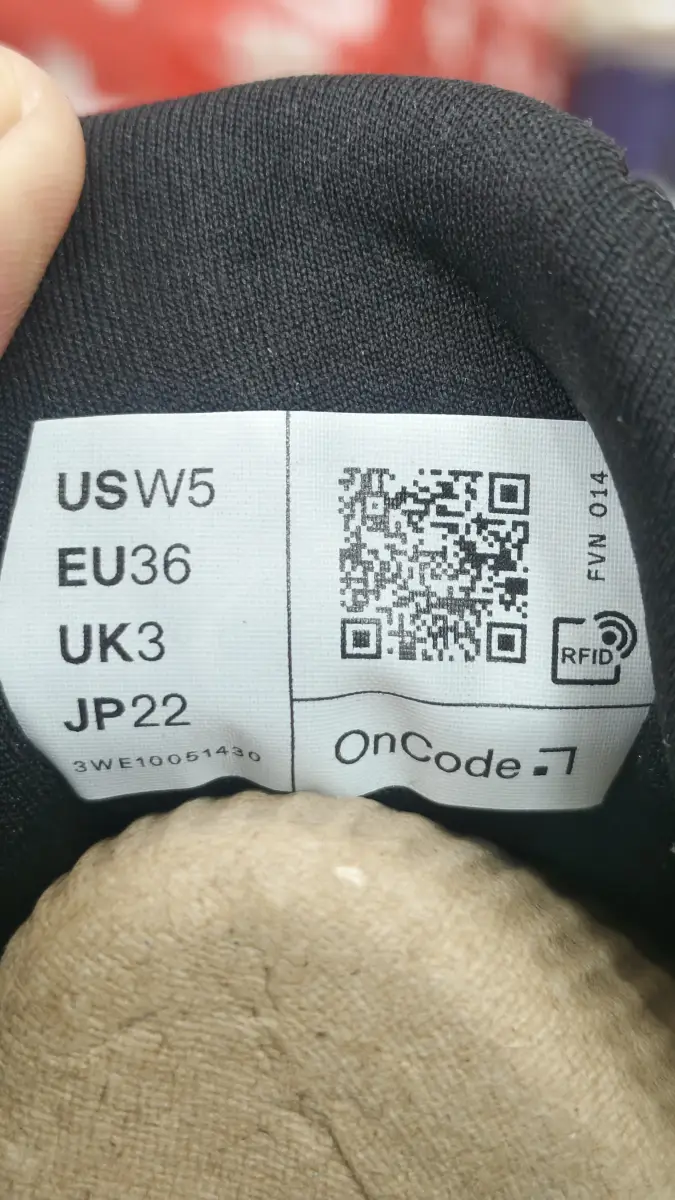 USW5
EU36
UK3
JP22
3WE10051430
FVN 014
RFID
OnCode